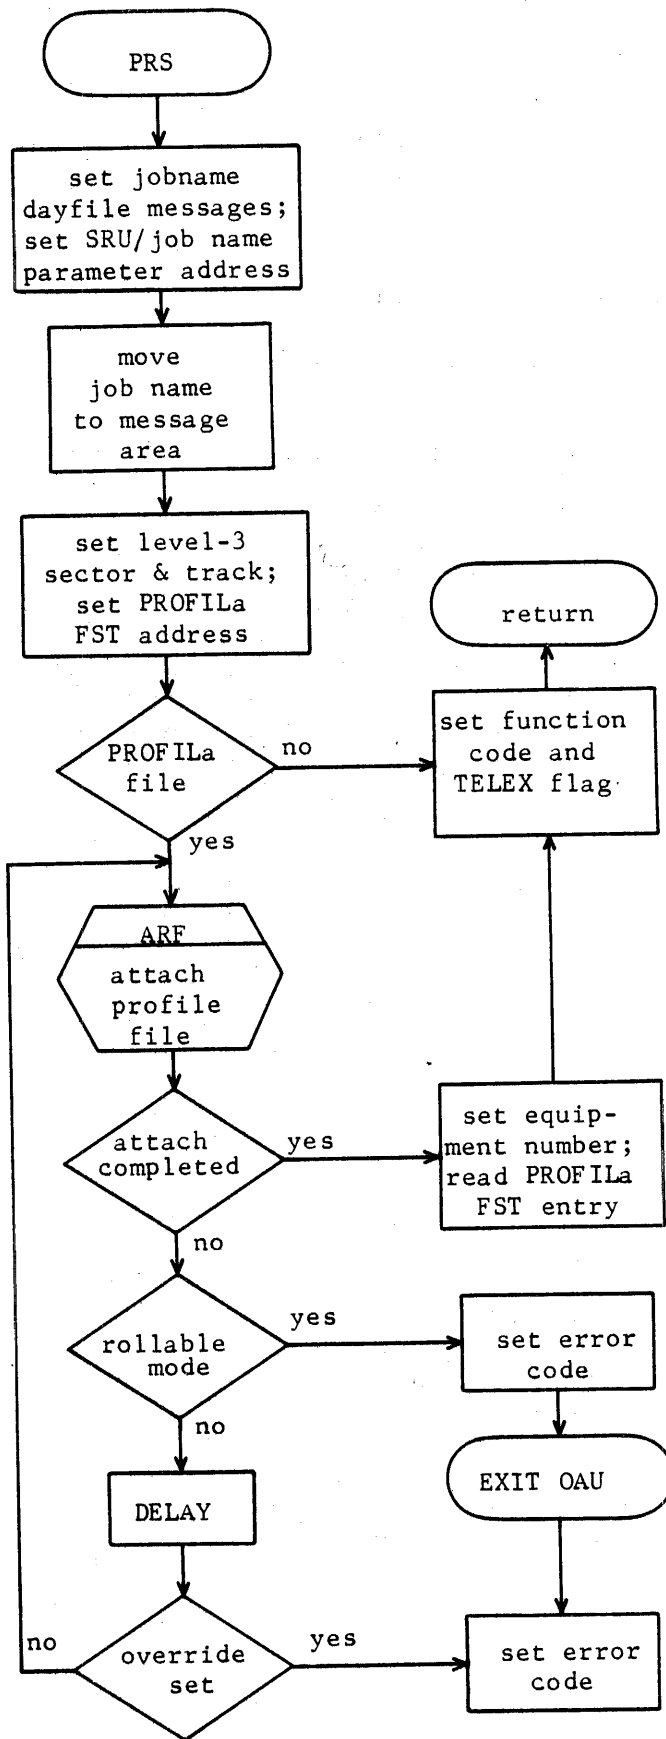 PRS
set jobname
dayfile messages;
set SRU/job name
parameter address
move
job name
to message
area
set level-3
sector & track;
set PROFILa
FST address
return
PROFILa
file
no
set function
code and
TELEX flag
yes
ARF
attach
profile
file
attach
completed
yes
set equip-
ment number;
read PROFILa
FST entry
no
rollable
mode
yes
set error
code
no
DELAY
EXIT OAU
override
set
no
yes
set error
code